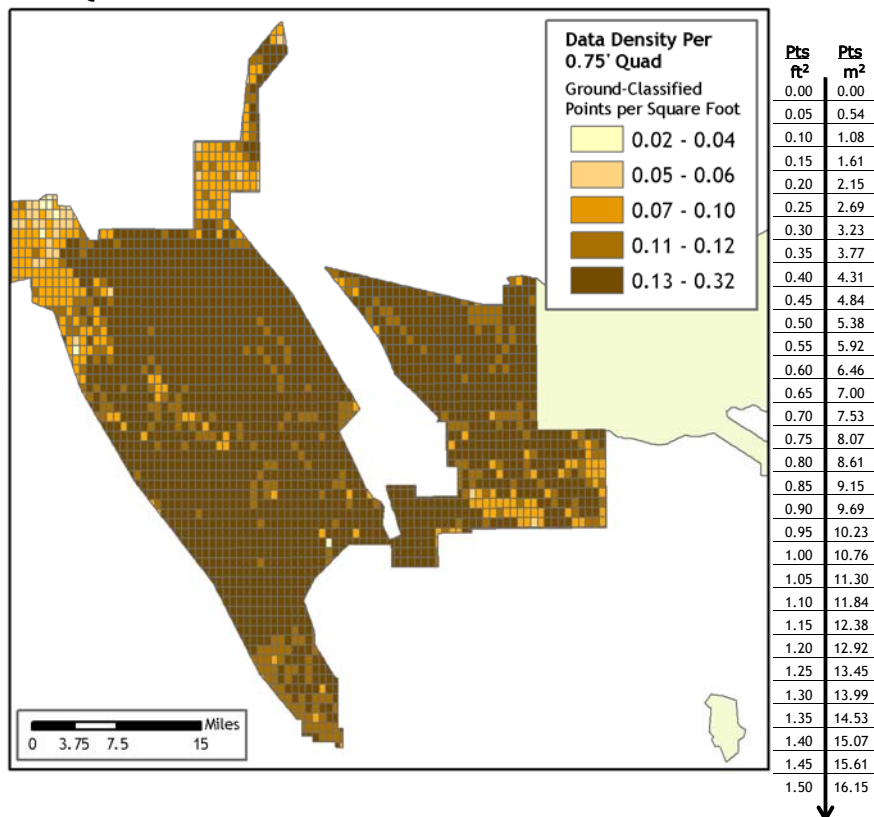 Data Density Per
0.75' Quad
Ground-Classified
Points per Square Foot
0.02 - 0.04
0.05 - 0.06
0.07 - 0.10
0.11 - 0.12
0.13 - 0.32
Miles
0 3.75 7.5 15
Pts Pts
ft² m²
0.00 0.00
0.05 0.54
0.10 1.08
0.15 1.61
0.20 2.15
0.25 2.69
0.30 3.23
0.35 3.77
0.40 4.31
0.45 4.84
0.50 5.38
0.55 5.92
0.60 6.46
0.65 7.00
0.70 7.53
0.75 8.07
0.80 8.61
0.85 9.15
0.90 9.69
0.95 10.23
1.00 10.76
1.05 11.30
1.10 11.84
1.15 12.38
1.20 12.92
1.25 13.45
1.30 13.99
1.35 14.53
1.40 15.07
1.45 15.61
1.50 16.15